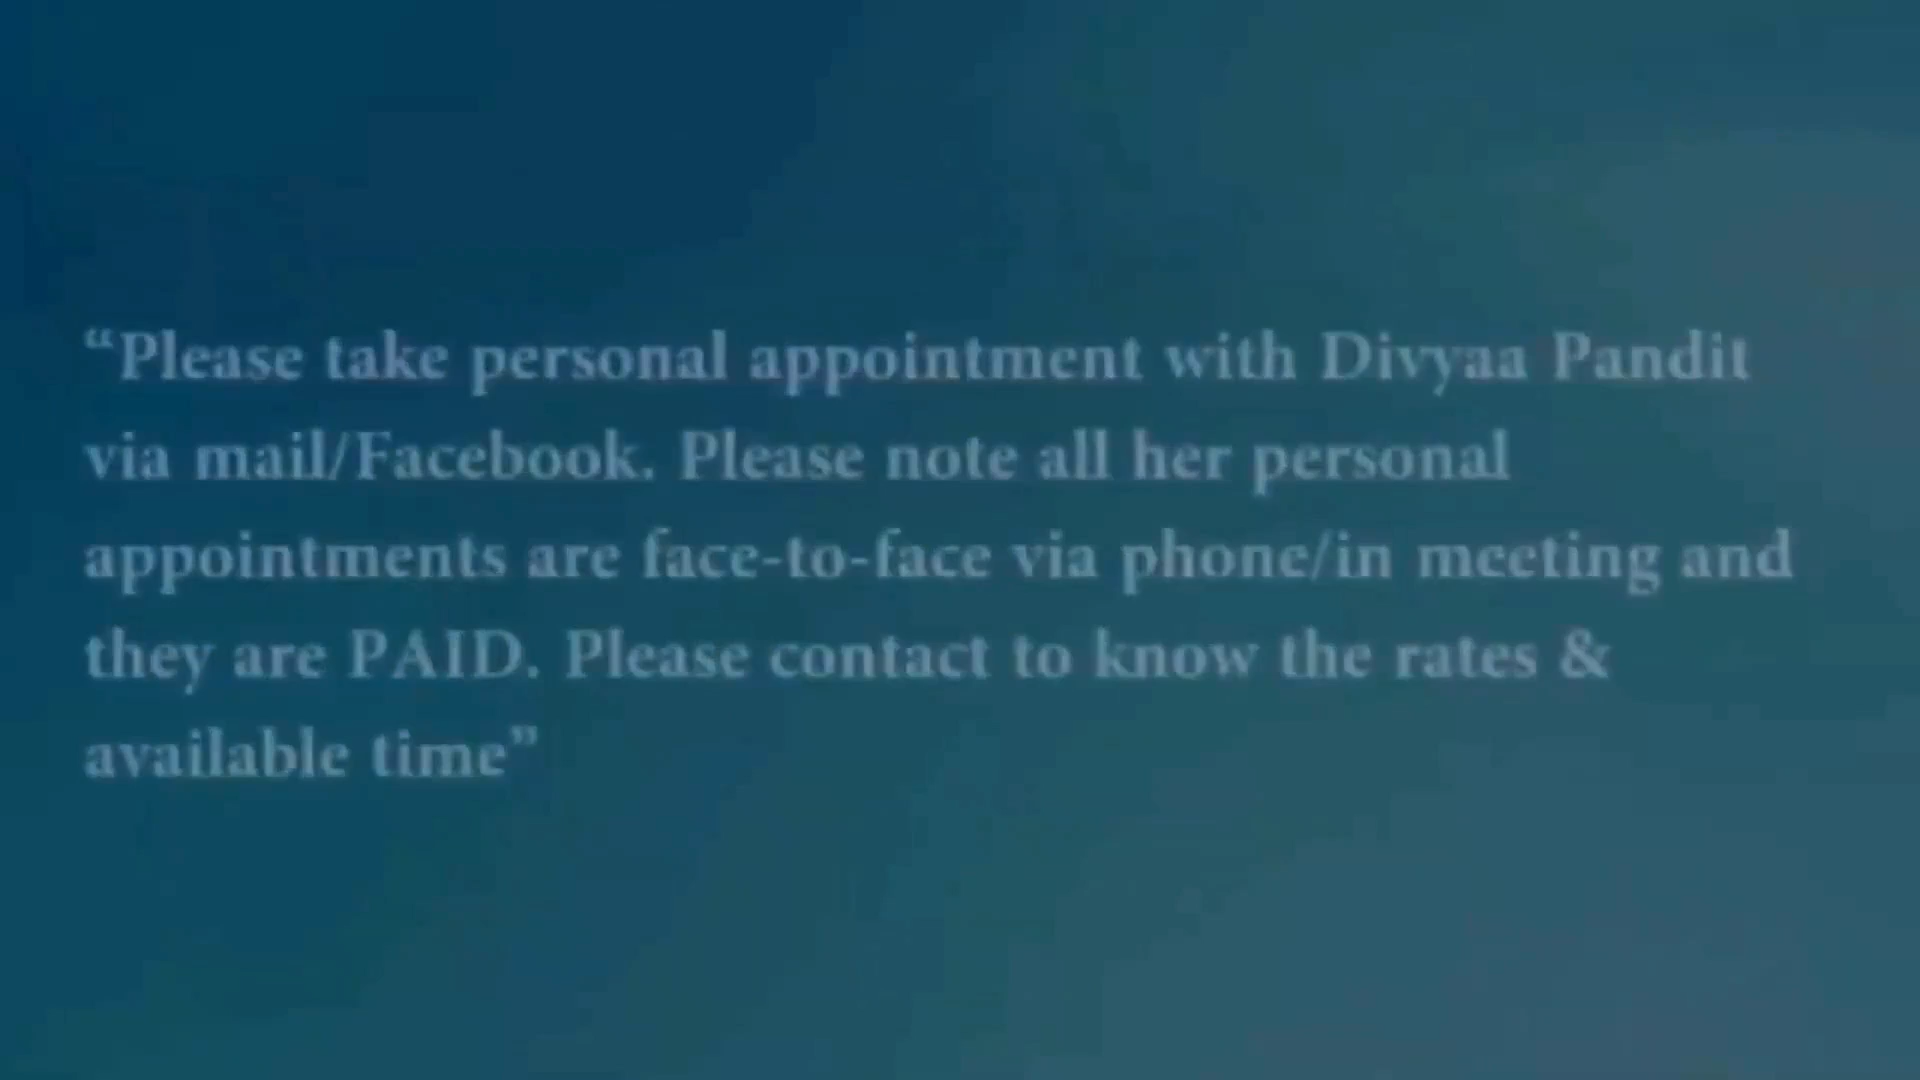 “Please take personal appointment with Divyaa Pandit
via mail/Facebook. Please note all her personal
appointments are face-to-face via phone/in meeting and
they are PAID. Please contact to know the rates &
available time”